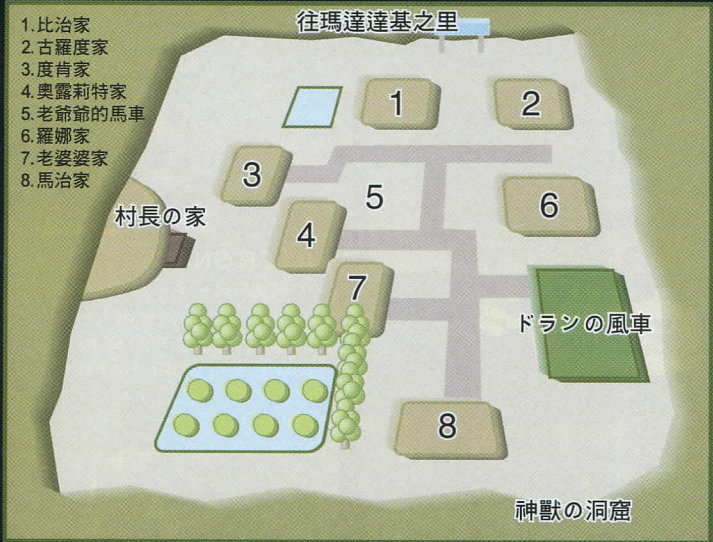 1.比治家
2.古羅度家
3.度肯家
4.奧露莉特家
5.老爺爺的馬車
6.羅娜家
7.老婆婆家
8.馬治家
往瑪達達基之里
1
2
3
5
6
村長の家
4
7
ドランの風車
8
神獸の洞窟